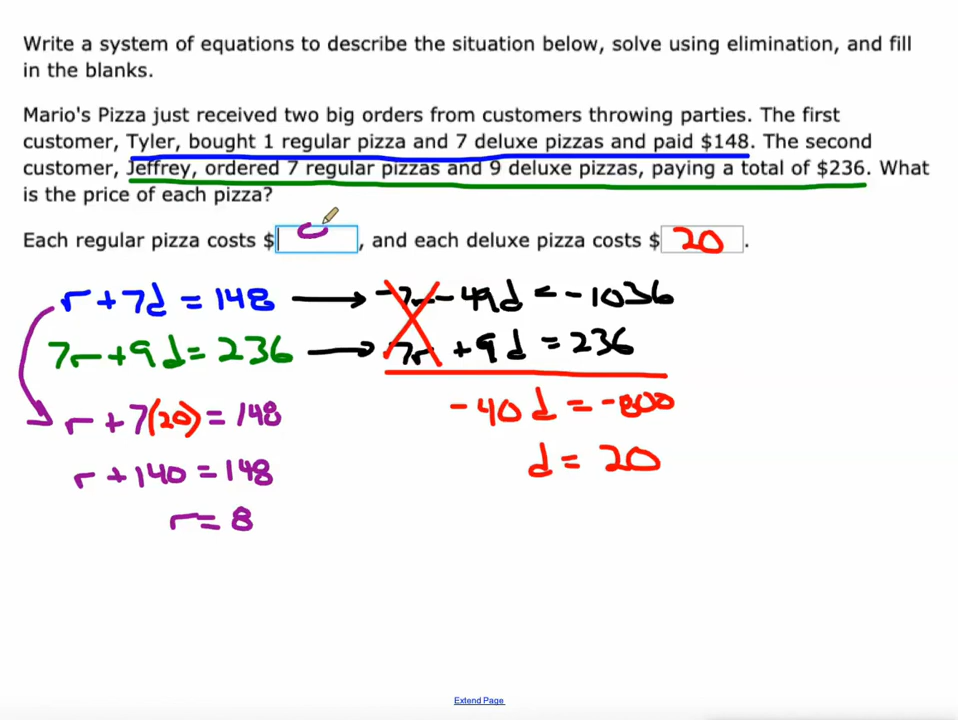 Write a system of equations to describe the situation below, solve using elimination, and fill
in the blanks.
Mario's Pizza just received two big orders from customers throwing parties. The first
customer, Tyler, bought 1 regular pizza and 7 deluxe pizzas and paid $148. The second
customer, Jeffrey, ordered 7 regular pizzas and 9 deluxe pizzas, paying a total of $236. What
is the price of each pizza?
Each regular pizza costs $ , and each deluxe pizza costs $ 20 .
r + 7d = 148 → -7r - 49d = -1036
7r + 9d = 236 → 7r + 9d = 236
r + 7(20) = 148 -40d = -800
r + 140 = 148 d = 20
r = 8
Extend Page